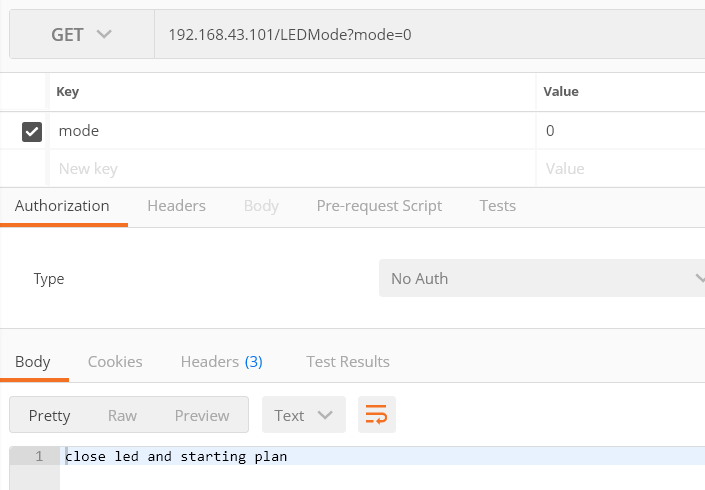 GET 192.168.43.101/LEDMode?mode=0
Key Value
mode 0
New key Value
Authorization Headers Body Pre-request Script Tests
Type No Auth
Body Cookies Headers (3) Test Results
Pretty Raw Preview Text
1 close led and starting plan